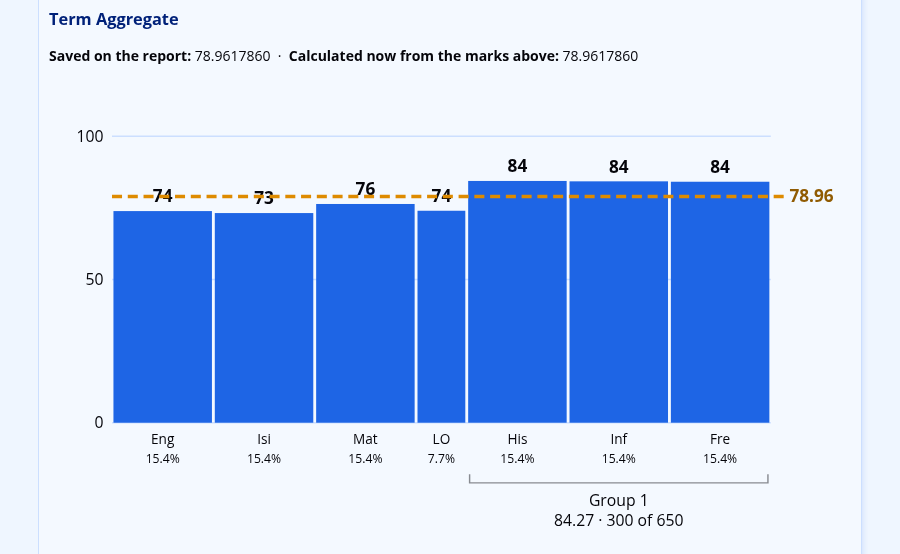 Term Aggregate
Saved on the report: 78.9617860 · Calculated now from the marks above: 78.9617860
100
50
0
74
73
76
74
84
84
84
78.96
Eng
15.4%
Isi
15.4%
Mat
15.4%
LO
7.7%
His
15.4%
Inf
15.4%
Fre
15.4%
Group 1
84.27 · 300 of 650